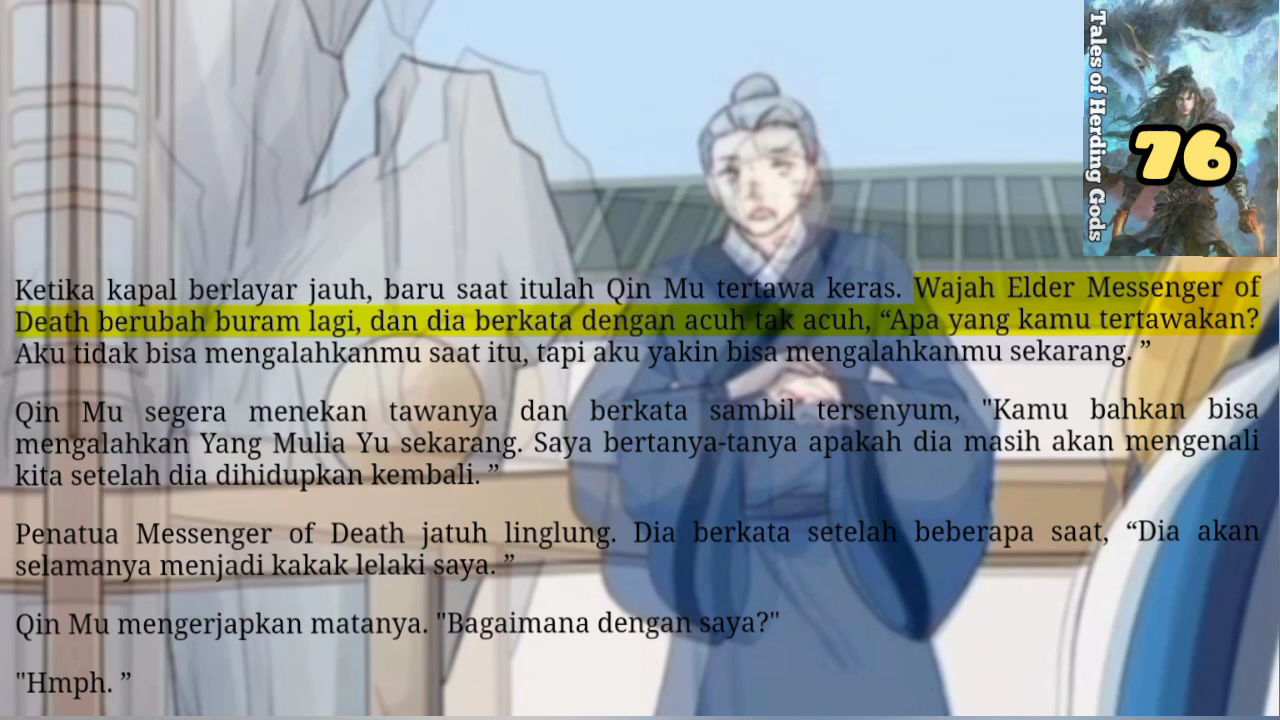 Tales of Herding Gods
76
Ketika kapal berlayar jauh, baru saat itulah Qin Mu tertawa keras. Wajah Elder Messenger of
Death berubah buram lagi, dan dia berkata dengan acuh tak acuh, “Apa yang kamu tertawakan?
Aku tidak bisa mengalahkanmu saat itu, tapi aku yakin bisa mengalahkanmu sekarang. ”
Qin Mu segera menekan tawanya dan berkata sambil tersenyum, "Kamu bahkan bisa
mengalahkan Yang Mulia Yu sekarang. Saya bertanya-tanya apakah dia masih akan mengenali
kita setelah dia dihidupkan kembali. ”
Penatua Messenger of Death jatuh linglung. Dia berkata setelah beberapa saat, “Dia akan
selamanya menjadi kakak lelaki saya. ”
Qin Mu mengerjapkan matanya. "Bagaimana dengan saya?"
"Hmph. ”